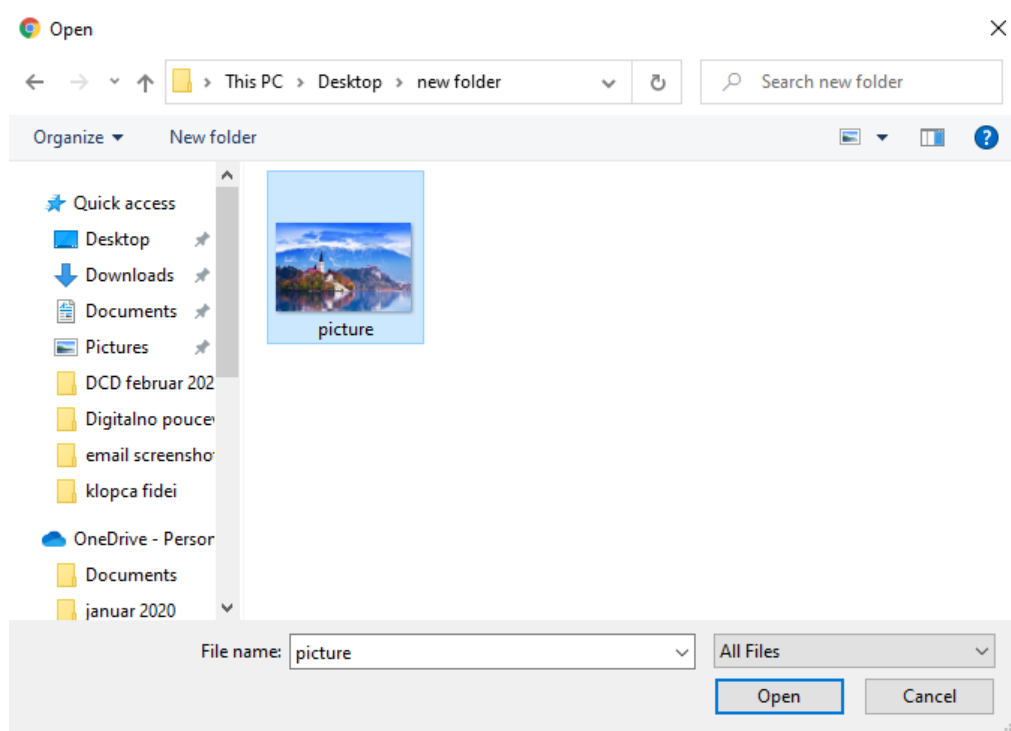 Open
This PC > Desktop > new folder
Search new folder
Organize
New folder
?
Quick access
Desktop
Downloads
Documents
Pictures
DCD februar 202
Digitalno poucev
email screensho
klopca fidei
OneDrive - Person
Documents
januar 2020
picture
File name: picture
All Files
Open
Cancel